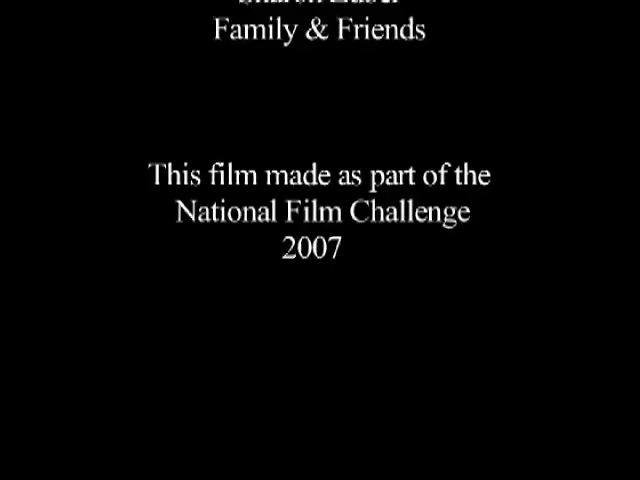 Family & Friends
This film made as part of the
National Film Challenge
2007